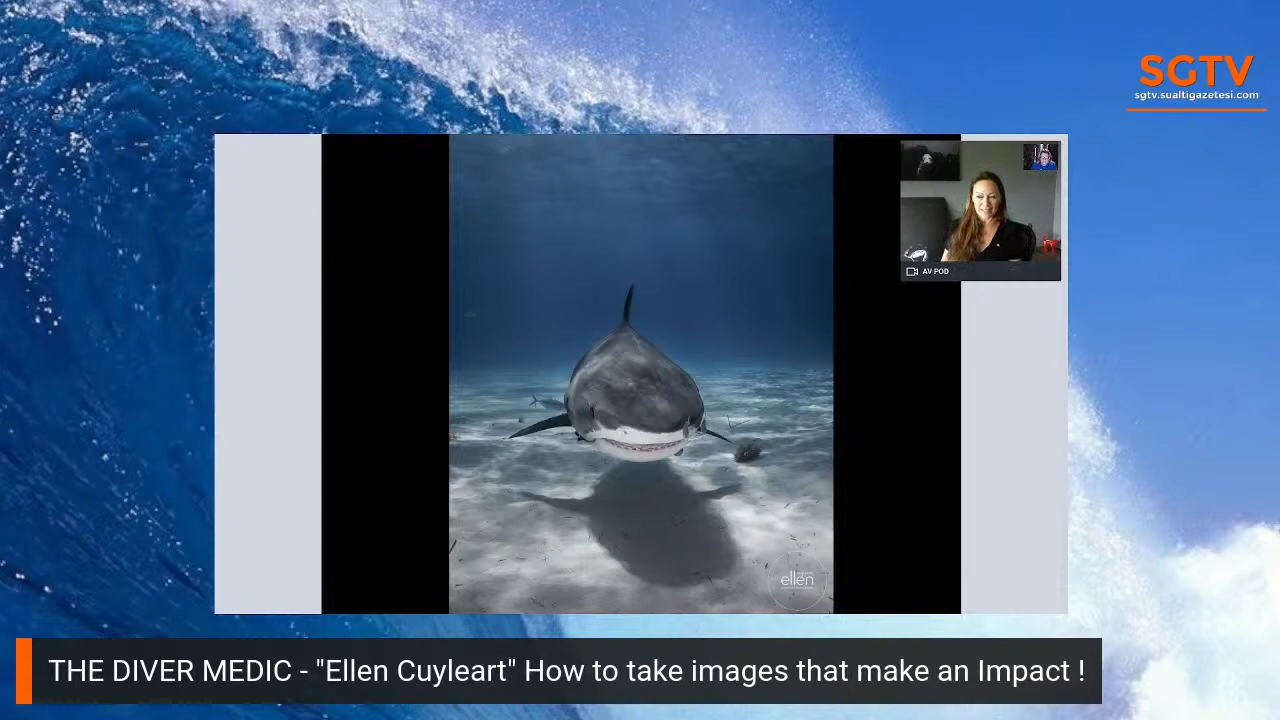 SGTV
sgtv.sualtigazetesi.com
AV POD
ellen
THE DIVER MEDIC - "Ellen Cuyleart" How to take images that make an Impact !